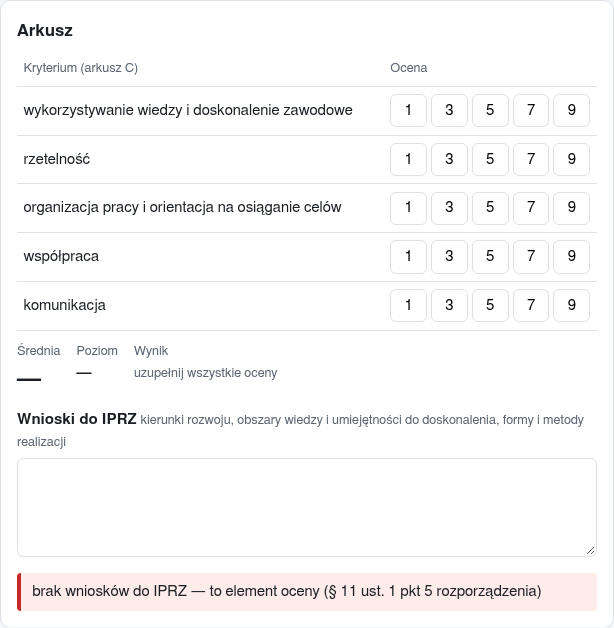 Arkusz
Kryterium (arkusz C) Ocena
wykorzystywanie wiedzy i doskonalenie zawodowe 1 3 5 7 9
rzetelność 1 3 5 7 9
organizacja pracy i orientacja na osiąganie celów 1 3 5 7 9
współpraca 1 3 5 7 9
komunikacja 1 3 5 7 9
Średnia Poziom Wynik
— — uzupełnij wszystkie oceny
Wnioski do IPRZ kierunki rozwoju, obszary wiedzy i umiejętności do doskonalenia, formy i metody
realizacji
brak wniosków do IPRZ — to element oceny (§ 11 ust. 1 pkt 5 rozporządzenia)